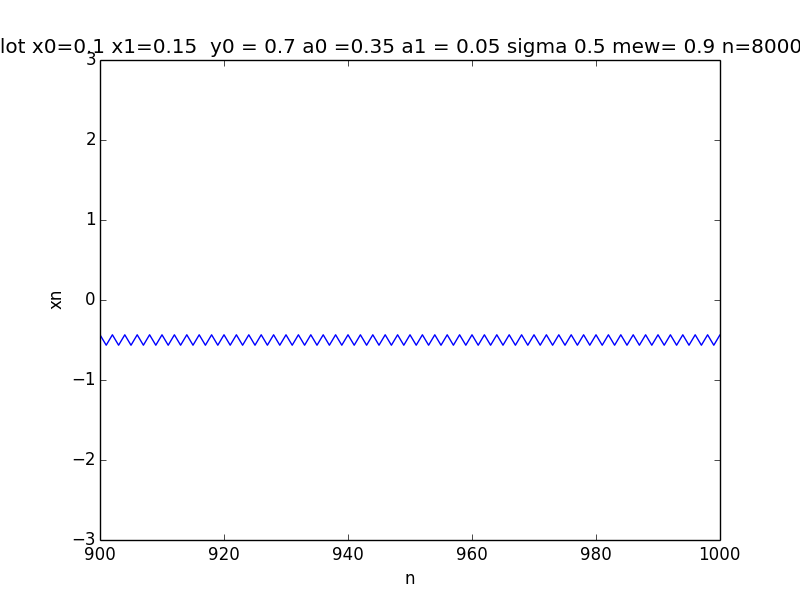 lot x0=0.1 x1=0.15  y0 = 0.7 a0 =0.35 a1 = 0.05 sigma 0.5 mew= 0.9 n=8000
3
2
1
0
−1
−2
−3
xn
900 920 940 960 980 1000
n